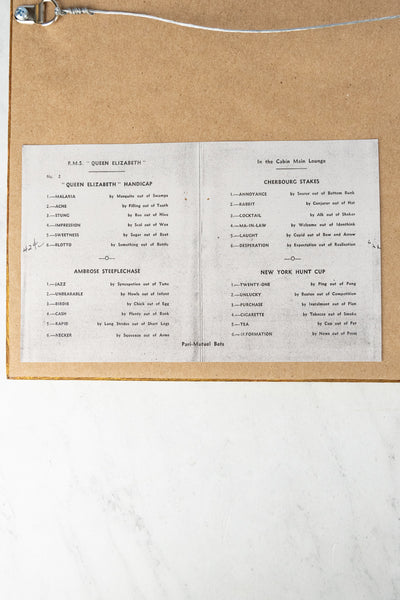 R.M.S. "QUEEN ELIZABETH"
No. 2
"QUEEN ELIZABETH" HANDICAP
1.—MALARIA by Mosquito out of Swamps
2.—ACHE by Filling out of Tooth
3.—STUNG by Bee out of Hive
4.—IMPRESSION by Seal out of Wax
5.—SWEETNESS by Sugar out of Beet
6.—BLOTTO by Something out of Bottle
—O—
AMBROSE STEEPLECHASE
1.—JAZZ by Syncopation out of Tune
2.—UNBEARABLE by Howls out of Infant
3.—BIRDIE by Chick out of Egg
4.—CASH by Plenty out of Bank
5.—RAPID by Long Strides out of Short Legs
6.—NECKER by Squeeze out of Arms
In the Cabin Main Lounge
CHERBOURG STAKES
1.—ANNOYANCE by Snorer out of Bottom Bunk
2.—RABBIT by Conjuror out of Hat
3.—COCKTAIL by Alk out of Shaker
4.—MA-IN-LAW by Welcome out of Idonthink
5.—LAUGHT by Cupid out of Bow and Arrow
6.—DESPERATION by Expectation out of Realisation
—O—
NEW YORK HUNT CUP
1.—TWENTY-ONE by Ping out of Pong
2.—UNLUCKY by Beaten out of Competition
3.—PURCHASE by Instalment out of Plan
4.—CIGARETTE by Tobacco out of Smoke
5.—TEA by Cup out of Pot
6.—INFORMATION by News out of Press
Pari-Mutuel Bets